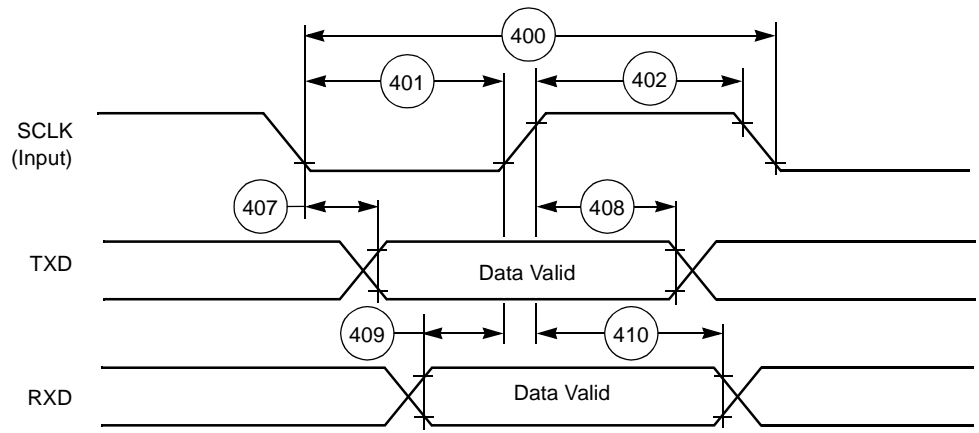 400
401
402
SCLK
(Input)
407
408
TXD
Data Valid
409
410
RXD
Data Valid